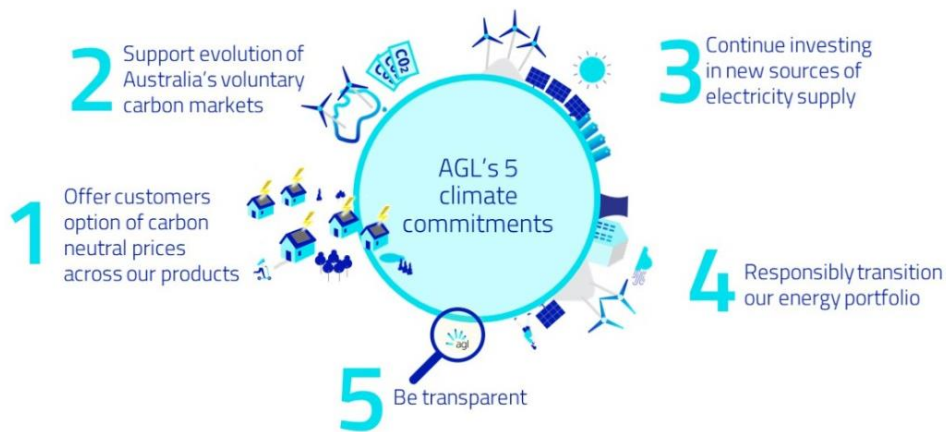 AGL's 5
climate
commitments
1
Offer customers
option of carbon
neutral prices
across our products
2
Support evolution of
Australia's voluntary
carbon markets
CO2
3
Continue investing
in new sources of
electricity supply
4
Responsibly transition
our energy portfolio
5
Be transparent
agl